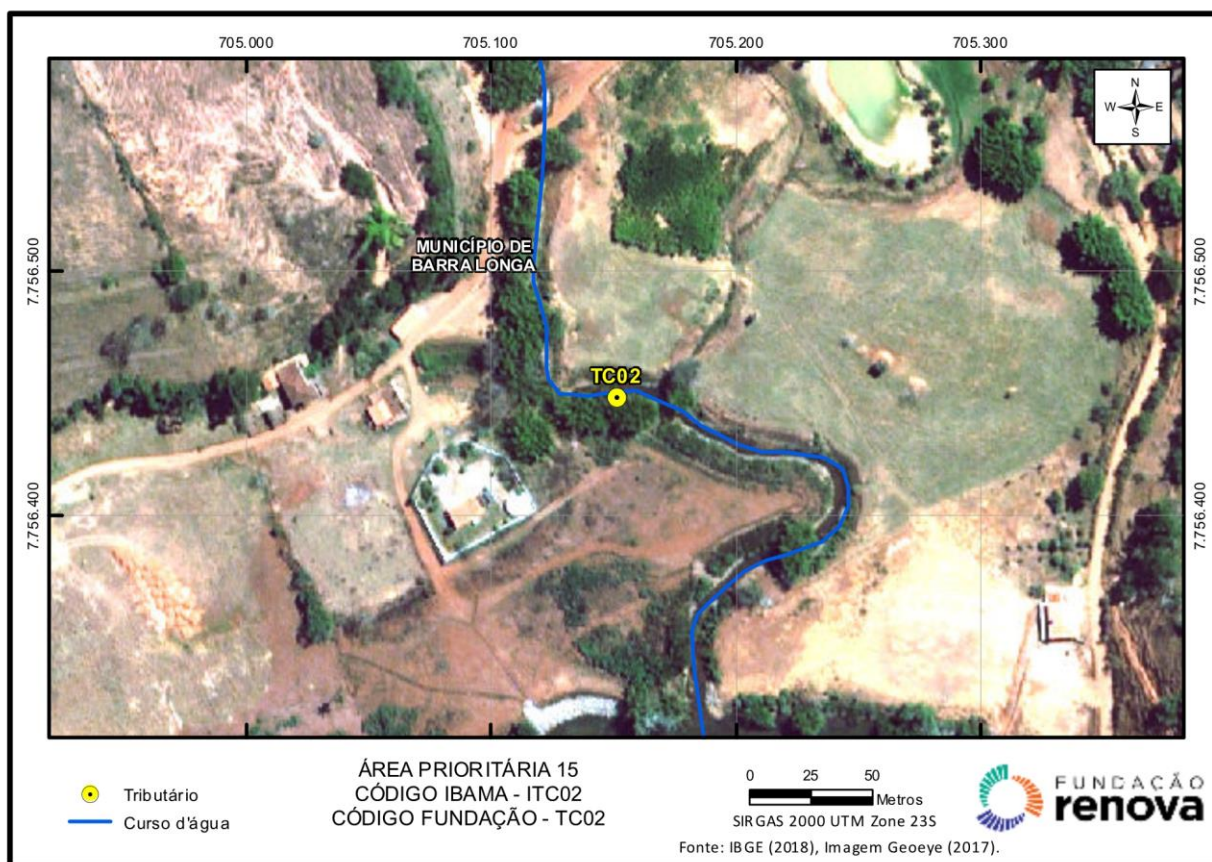 705.000
705.100
705.200
705.300
N
W
E
S
7.756.500
7.756.500
MUNICÍPIO DE
BARRA LONGA
TC02
7.756.400
7.756.400
Tributário
Curso d'água
ÁREA PRIORITÁRIA 15
CÓDIGO IBAMA - ITC02
CÓDIGO FUNDAÇÃO - TC02
0 25 50
Metros
SIRGAS 2000 UTM Zone 23S
Fonte: IBGE (2018), Imagem Geoeye (2017).
FUNDAÇÃO
renova